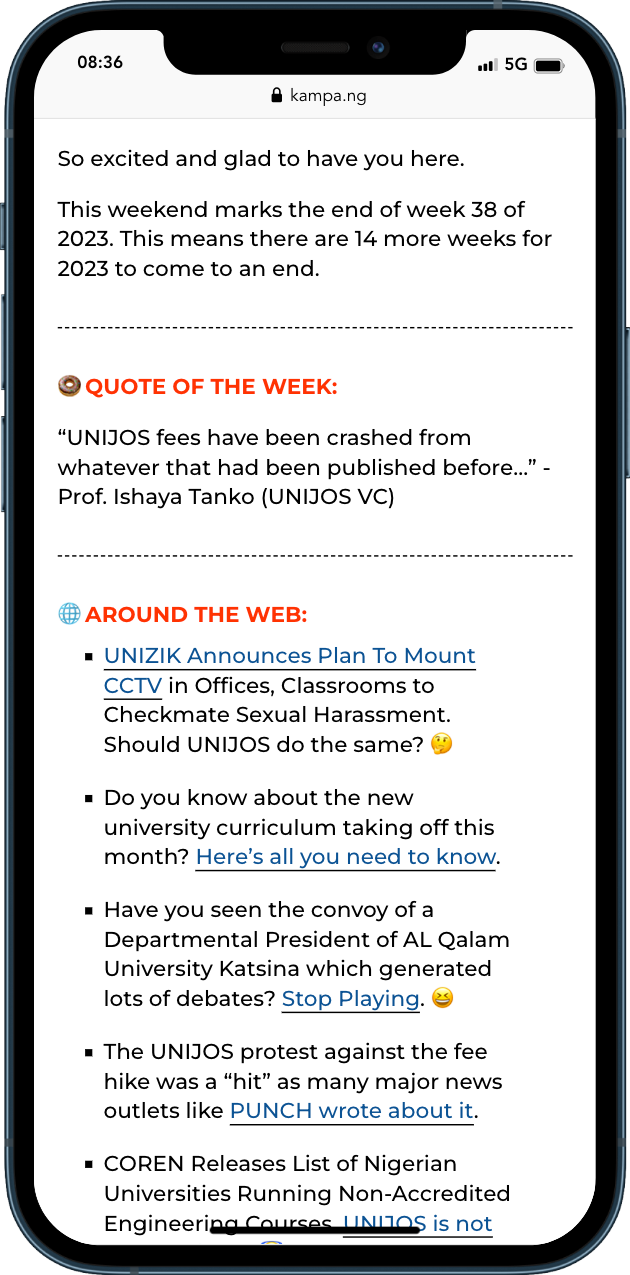 08:36
5G
kampa.ng
So excited and glad to have you here.
This weekend marks the end of week 38 of
2023. This means there are 14 more weeks for
2023 to come to an end.
QUOTE OF THE WEEK:
“UNIJOS fees have been crashed from
whatever that had been published before...” -
Prof. Ishaya Tanko (UNIJOS VC)
AROUND THE WEB:
UNIZIK Announces Plan To Mount
CCTV in Offices, Classrooms to
Checkmate Sexual Harassment.
Should UNIJOS do the same? 🤔
Do you know about the new
university curriculum taking off this
month? Here’s all you need to know.
Have you seen the convoy of a
Departmental President of AL Qalam
University Katsina which generated
lots of debates? Stop Playing. 😆
The UNIJOS protest against the fee
hike was a “hit” as many major news
outlets like PUNCH wrote about it.
COREN Releases List of Nigerian
Universities Running Non-Accredited
Engineering Courses. UNIJOS is not